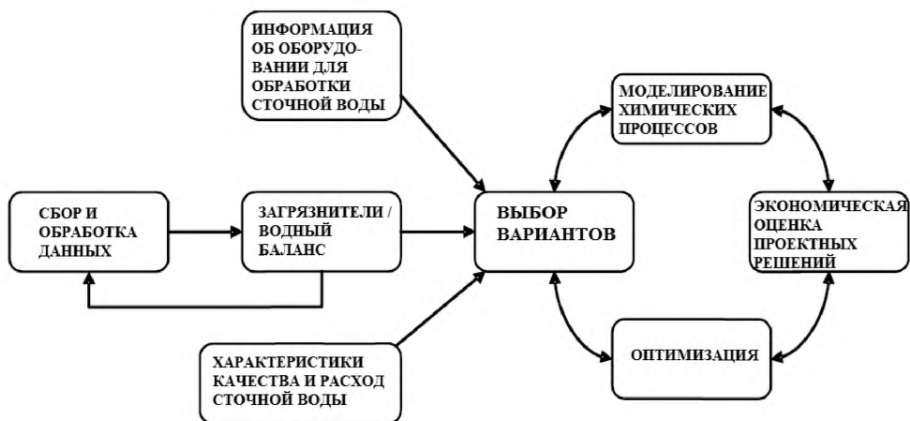 ИНФОРМАЦИЯ
ОБ ОБОРУДО-
ВАНИИ ДЛЯ
ОБРАБОТКИ
СТОЧНОЙ ВОДЫ
МОДЕЛИРОВАНИЕ
ХИМИЧЕСКИХ
ПРОЦЕССОВ
СБОР И
ОБРАБОТКА
ДАННЫХ
ЗАГРЯЗНИТЕЛИ /
ВОДНЫЙ
БАЛАНС
ВЫБОР
ВАРИАНТОВ
ЭКОНОМИЧЕСКАЯ
ОЦЕНКА
ПРОЕКТНЫХ
РЕШЕНИЙ
ХАРАКТЕРИСТИКИ
КАЧЕСТВА И РАСХОД
СТОЧНОЙ ВОДЫ
ОПТИМИЗАЦИЯ